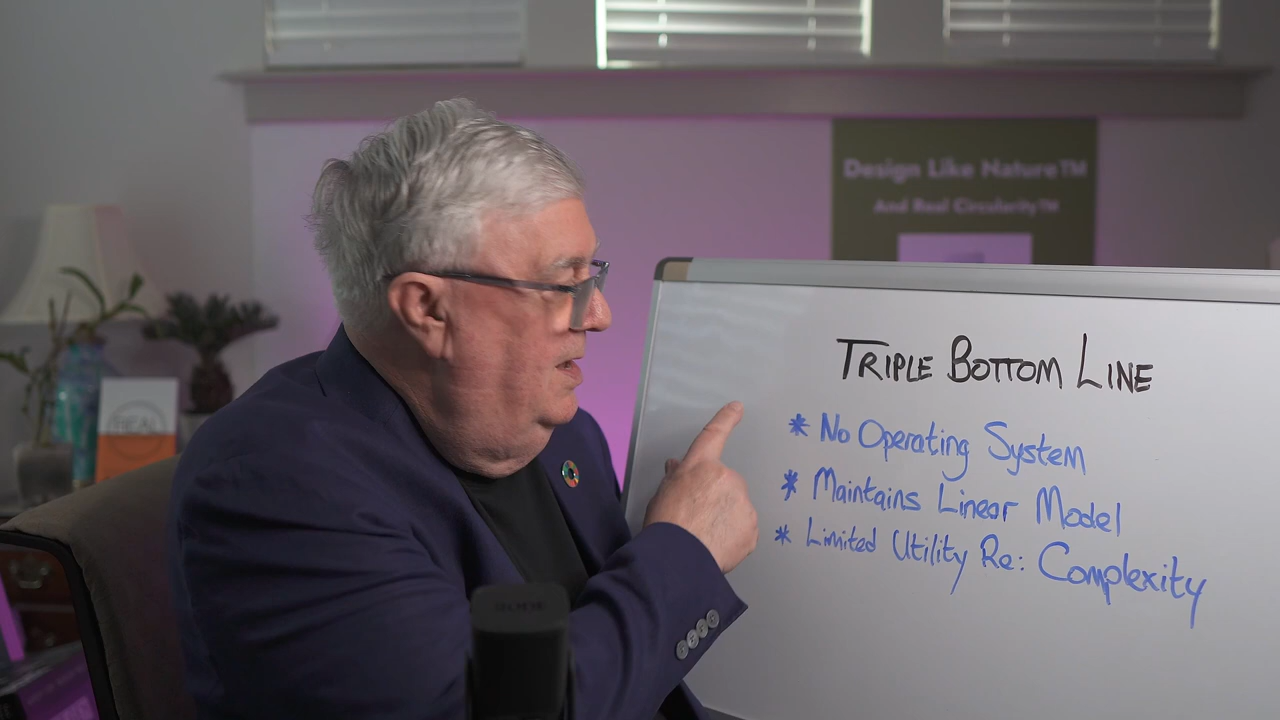 Design Like Nature™
And Real Circularity™
REAL
TRIPLE BOTTOM LINE
* No Operating System
* Maintains Linear Model
* Limited Utility Re: Complexity